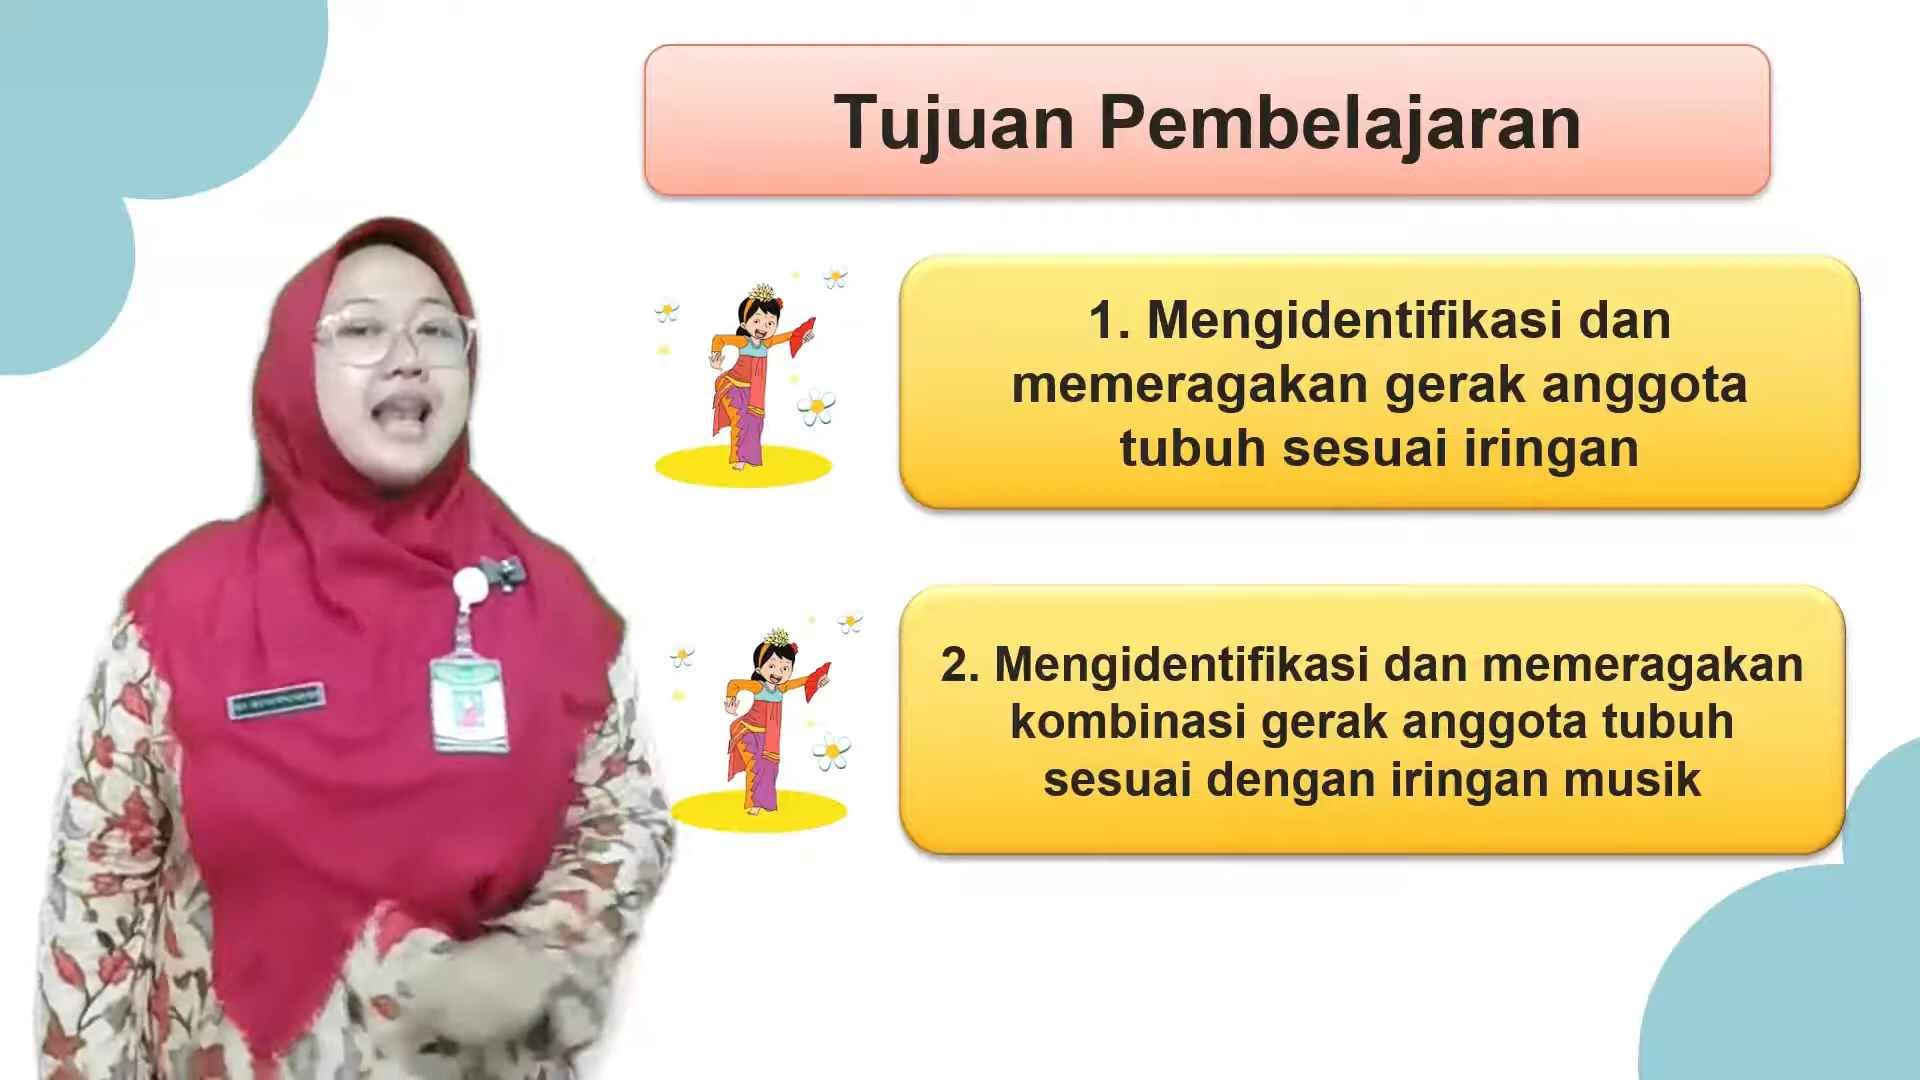 Tujuan Pembelajaran
1. Mengidentifikasi dan
memeragakan gerak anggota
tubuh sesuai iringan
2. Mengidentifikasi dan memeragakan
kombinasi gerak anggota tubuh
sesuai dengan iringan musik